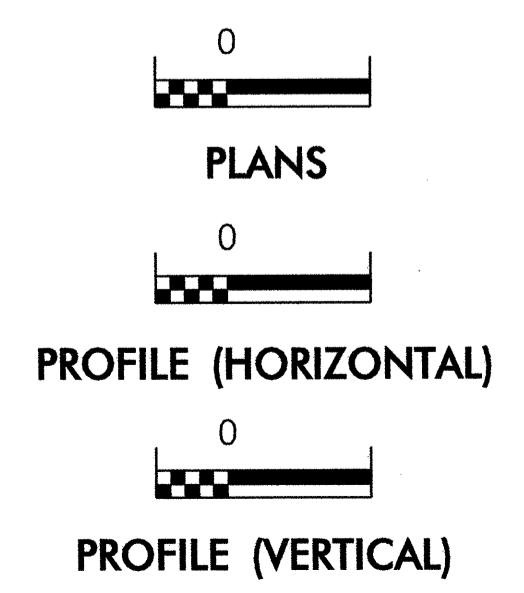 0
PLANS
0
PROFILE (HORIZONTAL)
0
PROFILE (VERTICAL)